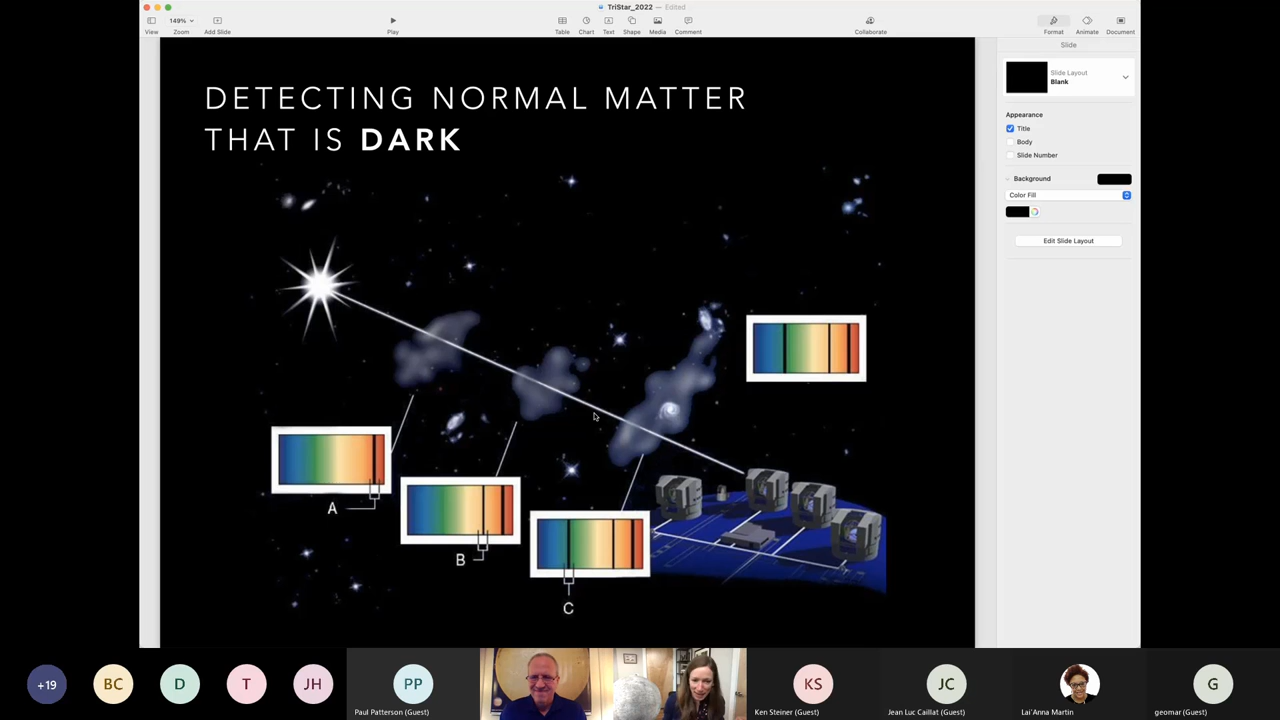 TriStar_2022 — Edited
149%
View
Zoom
Add Slide
Play
Table
Chart
Text
Shape
Media
Comment
Collaborate
Format
Animate
Document
Slide
Slide Layout
Blank
Appearance
Title
Body
Slide Number
Background
Color Fill
Edit Slide Layout
DETECTING NORMAL MATTER
THAT IS DARK
A
B
C
+19
BC
D
T
JH
PP
Paul Patterson (Guest)
KS
Ken Steiner (Guest)
JC
Jean Luc Caillat (Guest)
Lai'Anna Martin
G
geomar (Guest)